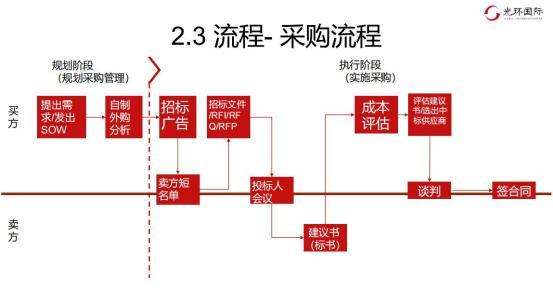 光环国际
2.3 流程- 采购流程
规划阶段
（规划采购管理）
执行阶段
（实施采购）
买方
提出需
求/发出
SOW
自制
外购
分析
招标
广告
招标文件
/RFI/RF
Q/RFP
成本
评估
评估建议
书/选出中
标供应商
卖方短
名单
投标人
会议
谈判
签合同
卖方
建议书
（标书）